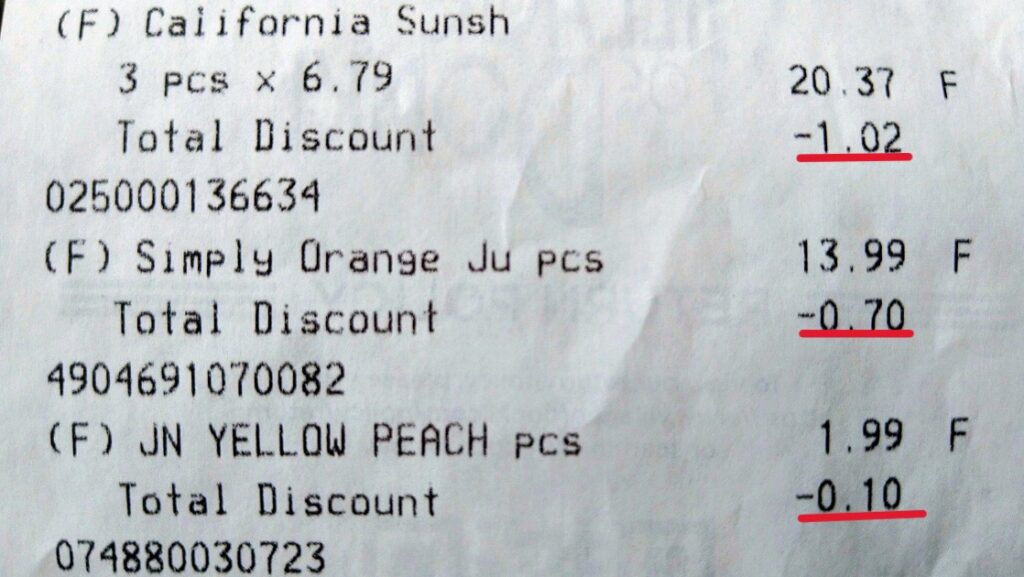 (F) California Sunsh
3 pcs x 6.79 20.37 F
Total Discount -1.02
025000136634
(F) Simply Orange Ju pcs 13.99 F
Total Discount -0.70
4904691070082
(F) JN YELLOW PEACH pcs 1.99 F
Total Discount -0.10
074880030723